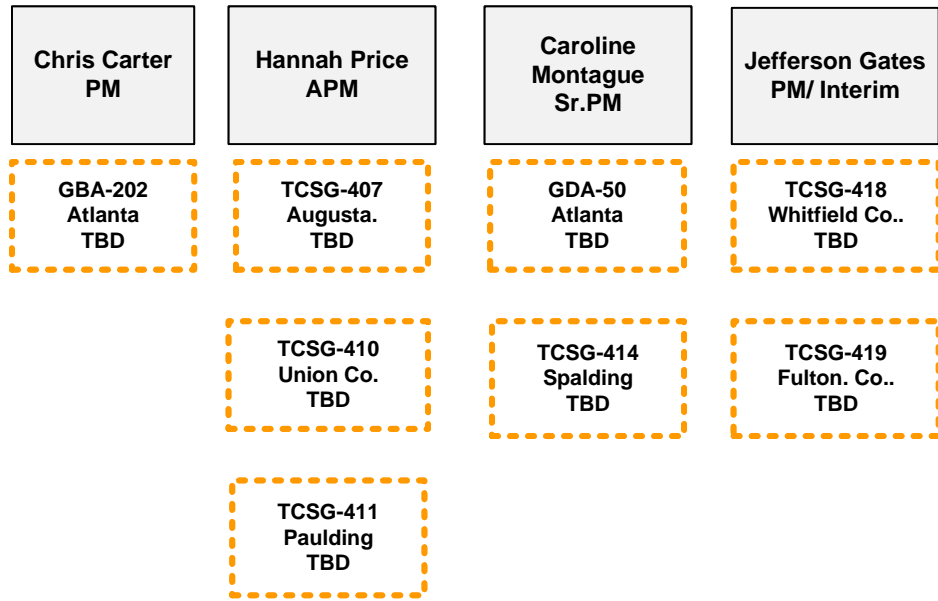 Chris Carter
PM
Hannah Price
APM
Caroline
Montague
Sr.PM
Jefferson Gates
PM/ Interim
GBA-202
Atlanta
TBD
TCSG-407
Augusta.
TBD
GDA-50
Atlanta
TBD
TCSG-418
Whitfield Co..
TBD
TCSG-410
Union Co.
TBD
TCSG-414
Spalding
TBD
TCSG-419
Fulton. Co..
TBD
TCSG-411
Paulding
TBD